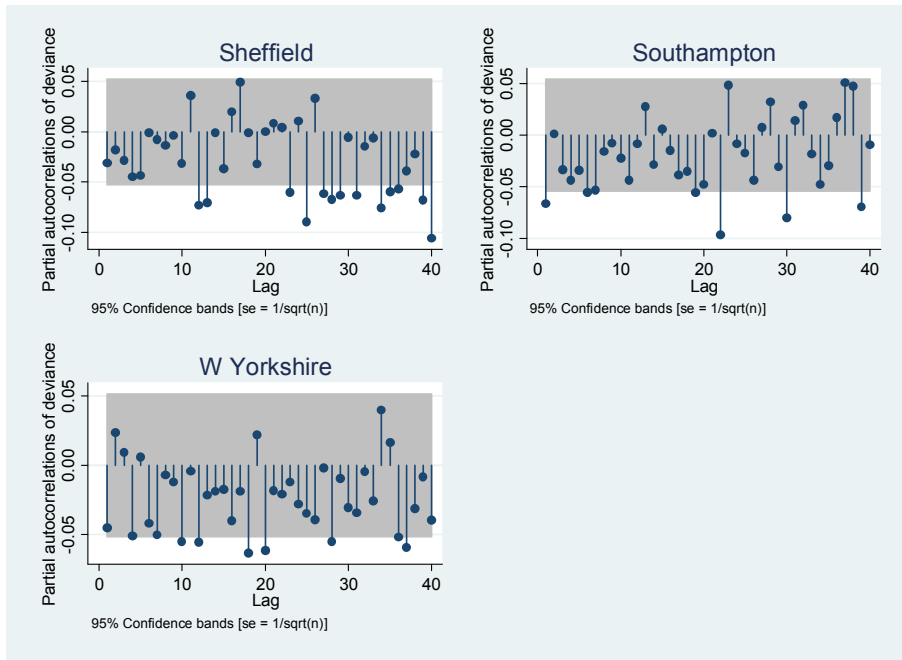 Sheffield
Partial autocorrelations of deviance
0.05
0.00
-0.05
-0.10
0 10 20 30 40
Lag
95% Confidence bands [se = 1/sqrt(n)]
Southampton
Partial autocorrelations of deviance
0.05
0.00
-0.05
-0.10
0 10 20 30 40
Lag
95% Confidence bands [se = 1/sqrt(n)]
W Yorkshire
Partial autocorrelations of deviance
0.05
0.00
-0.05
0 10 20 30 40
Lag
95% Confidence bands [se = 1/sqrt(n)]